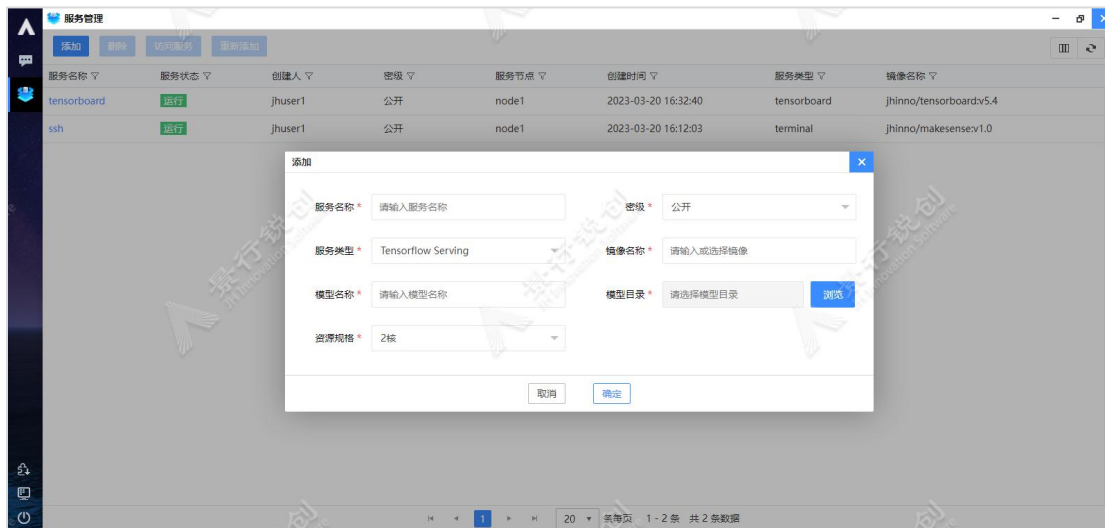 服务管理
添加 删除 访问服务 重新添加
服务名称 服务状态 创建人 密级 服务节点 创建时间 服务类型 镜像名称
tensorboard 运行 jhuser1 公开 node1 2023-03-20 16:32:40 tensorboard jhinno/tensorboard:v5.4
ssh 运行 jhuser1 公开 node1 2023-03-20 16:12:03 terminal jhinno/makesense:v1.0
添加
服务名称 * 请输入服务名称 密级 * 公开
服务类型 * Tensorflow Serving 镜像名称 * 请输入或选择镜像
模型名称 * 请输入模型名称 模型目录 * 请选择模型目录 浏览
资源规格 * 2核
取消 确定
景行锐创
JH Innovation Software
1 20 条每页 1 - 2 条 共 2 条数据